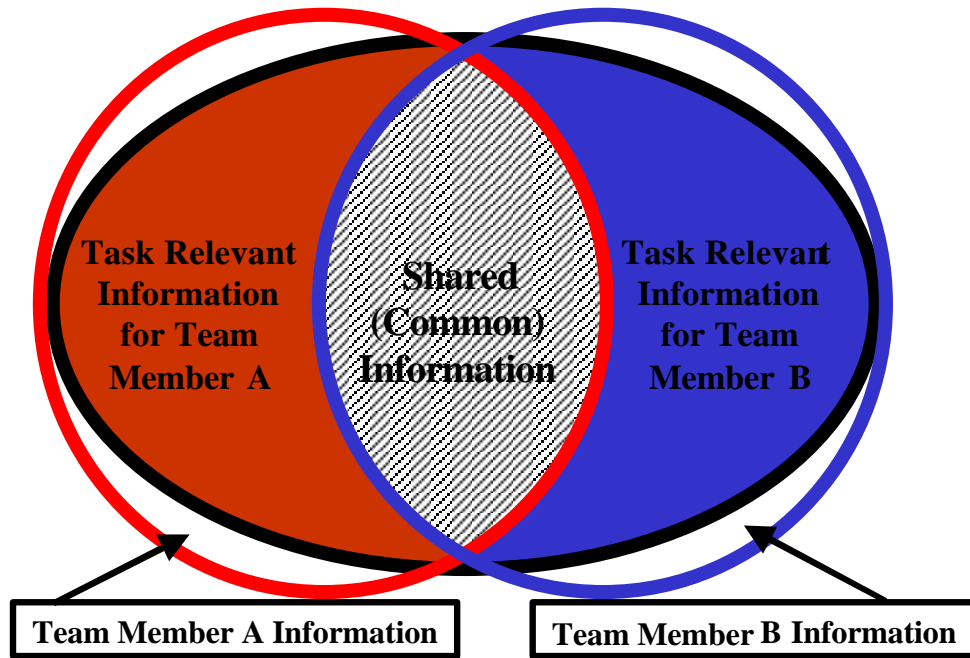 Task Relevant
Information
for Team
Member A
Shared
(Common)
Information
Task Relevant
Information
for Team
Member B
Team Member A Information
Team Member B Information